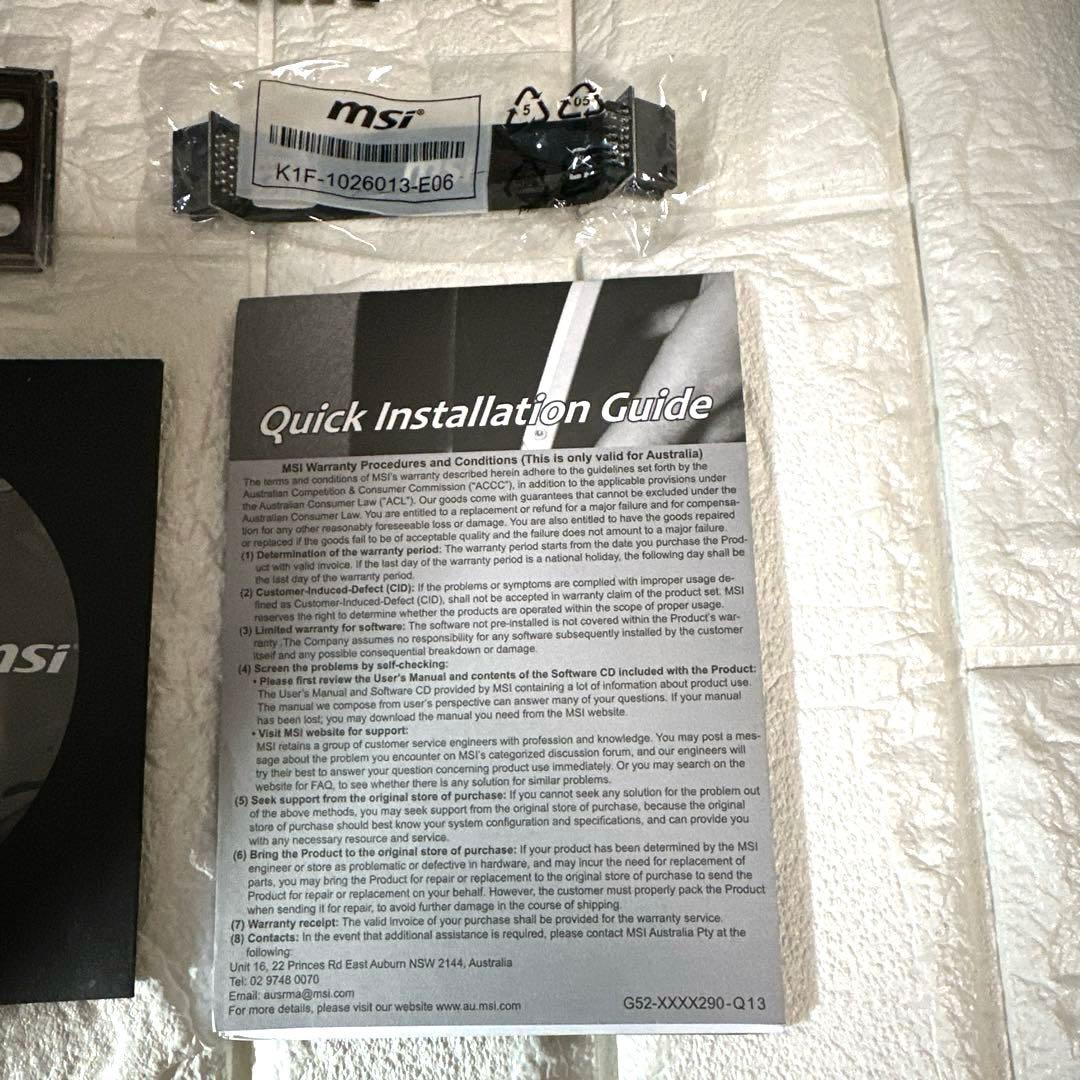 msi®
5
05
K1F-1026013-E06
Quick Installation Guide
MSI Warranty Procedures and Conditions (This is only valid for Australia)
The terms and conditions of MSI's warranty described herein adhere to the guidelines set forth by the
Australian Competition & Consumer Commission ("ACCC"), in addition to the applicable provisions under
the Australian Consumer Law ("ACL"). Our goods come with guarantees that cannot be excluded under the
Australian Consumer Law. You are entitled to a replacement or refund for a major failure and for compensa-
tion for any other reasonably foreseeable loss or damage. You are also entitled to have the goods repaired
or replaced if the goods fail to be of acceptable quality and the failure does not amount to a major failure.
(1) Determination of the warranty period: The warranty period starts from the date you purchase the Prod-
uct with valid invoice. If the last day of the warranty period is a national holiday, the following day shall be
the last day of the warranty period.
(2) Customer-Induced-Defect (CID): If the problems or symptoms are complied with improper usage de-
fined as Customer-Induced-Defect (CID), shall not be accepted in warranty claim of the product set. MSI
reserves the right to determine whether the products are operated within the scope of proper usage.
(3) Limited warranty for software: The software not pre-installed is not covered within the Product's war-
ranty .The Company assumes no responsibility for any software subsequently installed by the customer
itself and any possible consequential breakdown or damage.
(4) Screen the problems by self-checking:
• Please first review the User's Manual and contents of the Software CD included with the Product:
The User's Manual and Software CD provided by MSI containing a lot of information about product use.
The manual we compose from user's perspective can answer many of your questions. If your manual
has been lost; you may download the manual you need from the MSI website.
• Visit MSI website for support:
MSI retains a group of customer service engineers with profession and knowledge. You may post a mes-
sage about the problem you encounter on MSI's categorized discussion forum, and our engineers will
try their best to answer your question concerning product use immediately. Or you may search on the
website for FAQ, to see whether there is any solution for similar problems.
(5) Seek support from the original store of purchase: If you cannot seek any solution for the problem out
of the above methods, you may seek support from the original store of purchase, because the original
store of purchase should best know your system configuration and specifications, and can provide you
with any necessary resource and service.
(6) Bring the Product to the original store of purchase: If your product has been determined by the MSI
engineer or store as problematic or defective in hardware, and may incur the need for replacement of
parts, you may bring the Product for repair or replacement to the original store of purchase to send the
Product for repair or replacement on your behalf. However, the customer must properly pack the Product
when sending it for repair, to avoid further damage in the course of shipping.
(7) Warranty receipt: The valid invoice of your purchase shall be provided for the warranty service.
(8) Contacts: In the event that additional assistance is required, please contact MSI Australia Pty at the
following:
Unit 16, 22 Princes Rd East Auburn NSW 2144, Australia
Tel: 02 9748 0070
Email: ausrma@msi.com
For more details, please visit our website www.au.msi.com
G52-XXXX290-Q13
msi